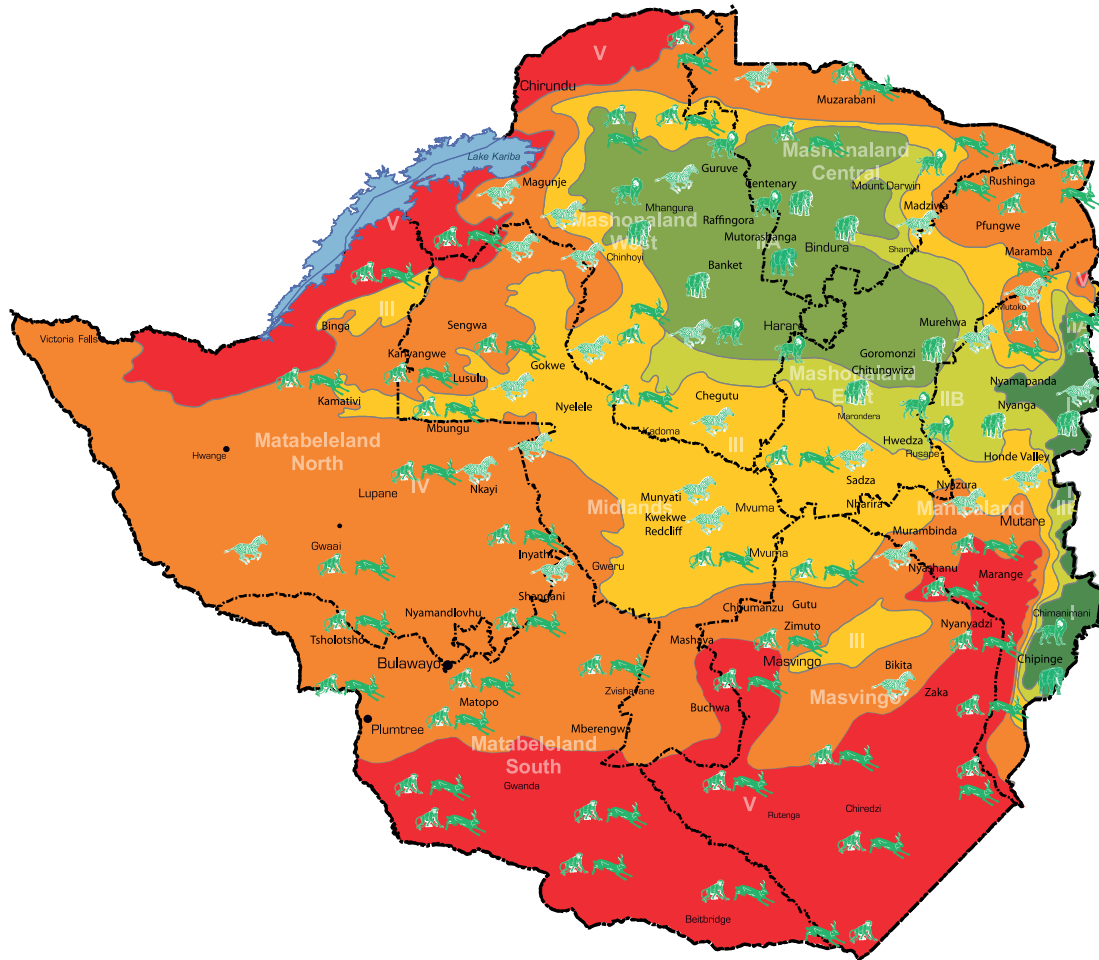 V
Chirundu
Muzarabani
Lake Kariba
Mashonaland
Central
Guruve
Centenary
Mount Darwin
Rushinga
Magunje
Mhangura
Madziwa
Pfungwe
V
Mashonaland
West
Raffingora
Mutorashanga
Bindura
Shamva
Maramba
Chinhoyi
Banket
V
III
Mutoko
Binga
Sengwa
Harare
Murehwa
Victoria Falls
Kanyangwe
Gokwe
Goromonzi
Chitungwiza
Lusulu
Mashonaland
East
Nyamapanda
Kamativi
Nyelele
Chegutu
IIB
Nyanga
I
Marondera
Mbungu
Kadoma
III
Hwedza
Rusape
Honde Valley
Matabeleland
North
Hwange
Lupane
IV
Nkayi
Sadza
Nyazura
Munyati
Midlands
Mvuma
Nharira
Manicaland
III
Kwekwe
Redcliff
Murambinda
Mutare
Gwaai
Inyathi
Gweru
Mvuma
Nyashanu
Marange
Shangani
Nyamandlovhu
Chiumanzu
Gutu
Zimuto
Nyanyadzi
Chimanimani
I
Tsholotsho
Mashava
III
Bulawayo
Masvingo
Bikita
Chipinge
Zvishavane
Masvingo
Zaka
Matopo
Buchwa
Plumtree
Mberengwa
Matabeleland
South
Gwanda
V
Rutenga
Chiredzi
Beitbridge